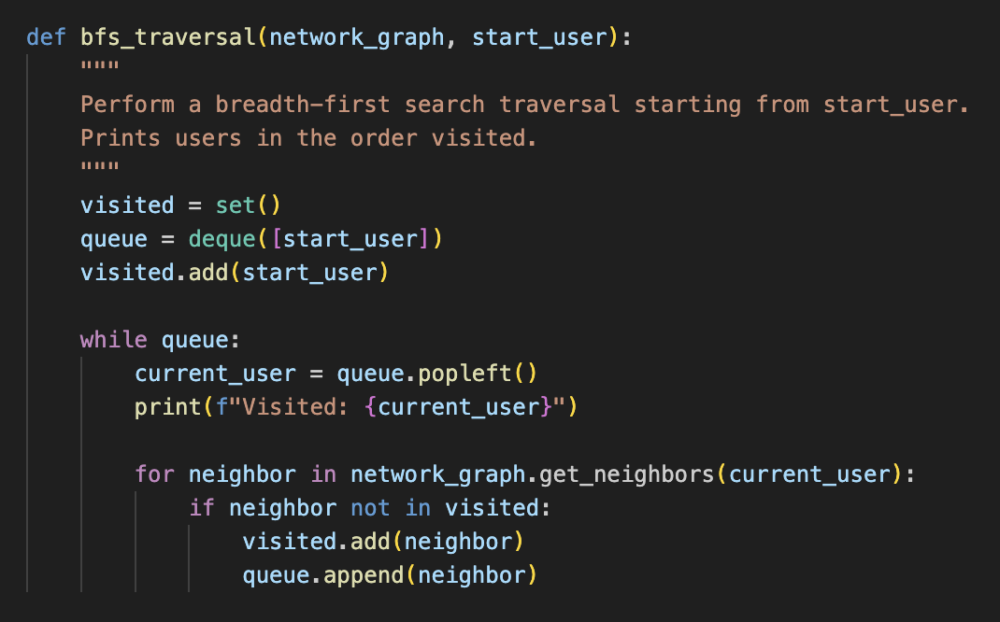 def bfs_traversal(network_graph, start_user):
    """
    Perform a breadth-first search traversal starting from start_user.
    Prints users in the order visited.
    """
    visited = set()
    queue = deque([start_user])
    visited.add(start_user)

    while queue:
        current_user = queue.popleft()
        print(f"Visited: {current_user}")

        for neighbor in network_graph.get_neighbors(current_user):
            if neighbor not in visited:
                visited.add(neighbor)
                queue.append(neighbor)